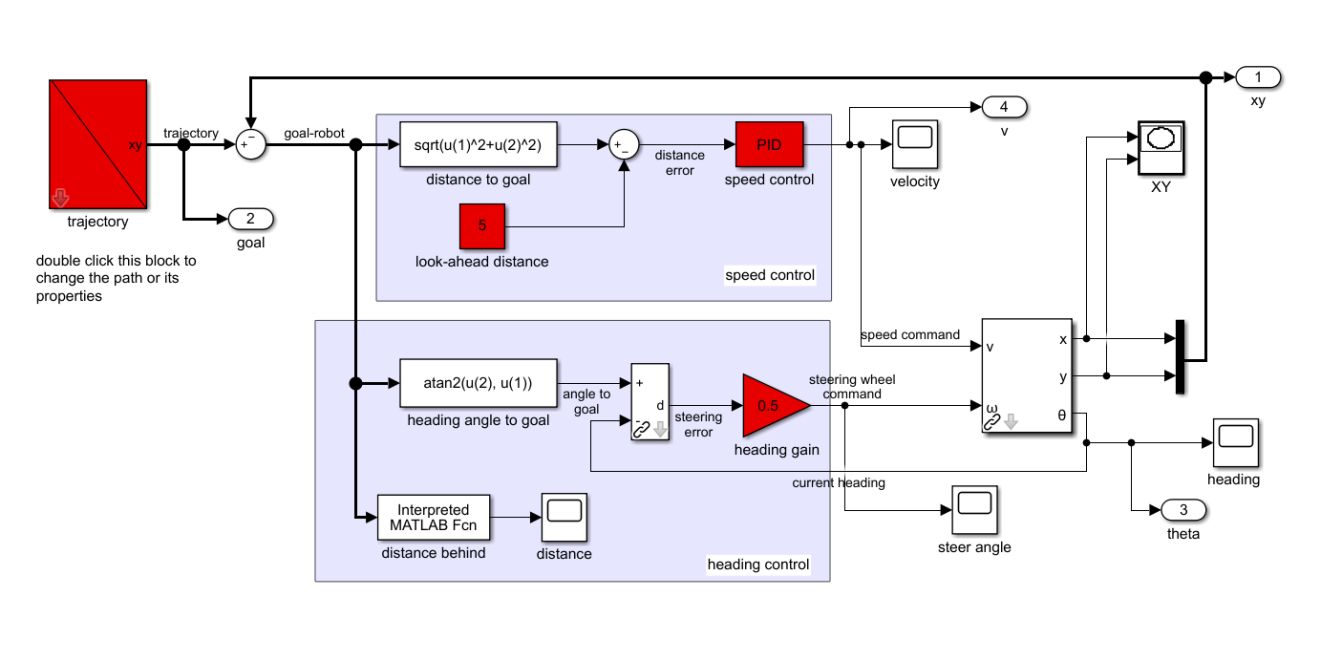 1
xy
4
v
trajectory
goal-robot
xy
+
−
sqrt(u(1)^2+u(2)^2)
+
−
distance
error
PID
distance to goal
speed control
velocity
XY
trajectory
2
goal
5
look-ahead distance
double click this block to
change the path or its
properties
speed control
speed command
v
x
y
ω
θ
atan2(u(2), u(1))
heading angle to goal
angle to
goal
+
-
d
steering
error
0.5
heading gain
steering wheel
command
current heading
heading
Interpreted
MATLAB Fcn
distance behind
distance
steer angle
3
theta
heading control